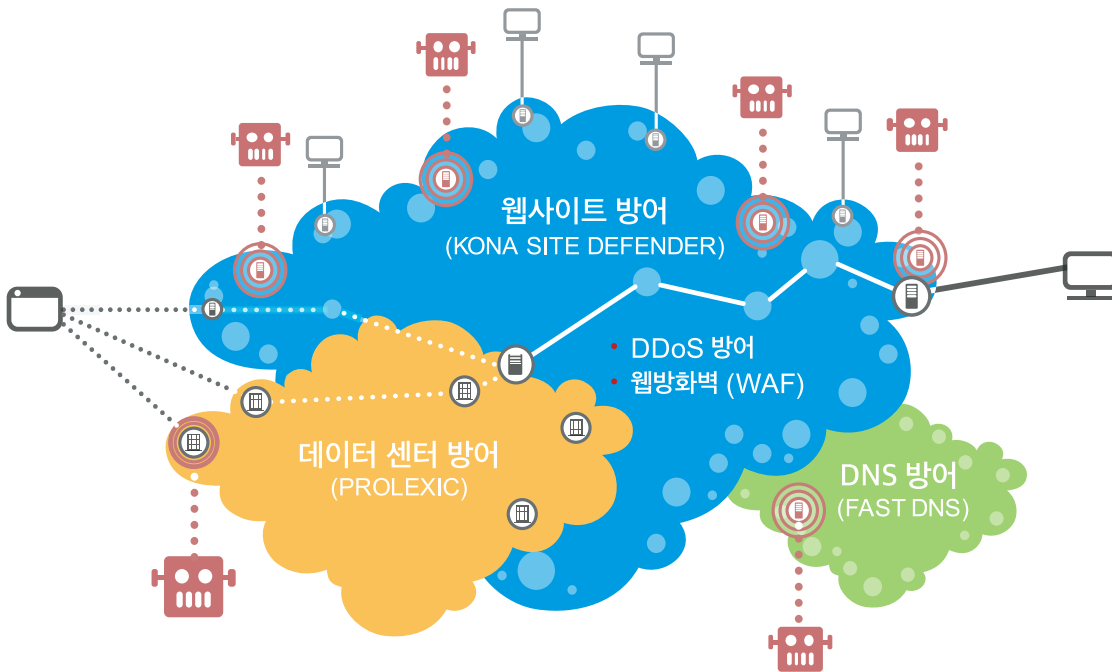 웹사이트 방어
(KONA SITE DEFENDER)
• DDoS 방어
• 웹방화벽 (WAF)
데이터 센터 방어
(PROLEXIC)
DNS 방어
(FAST DNS)